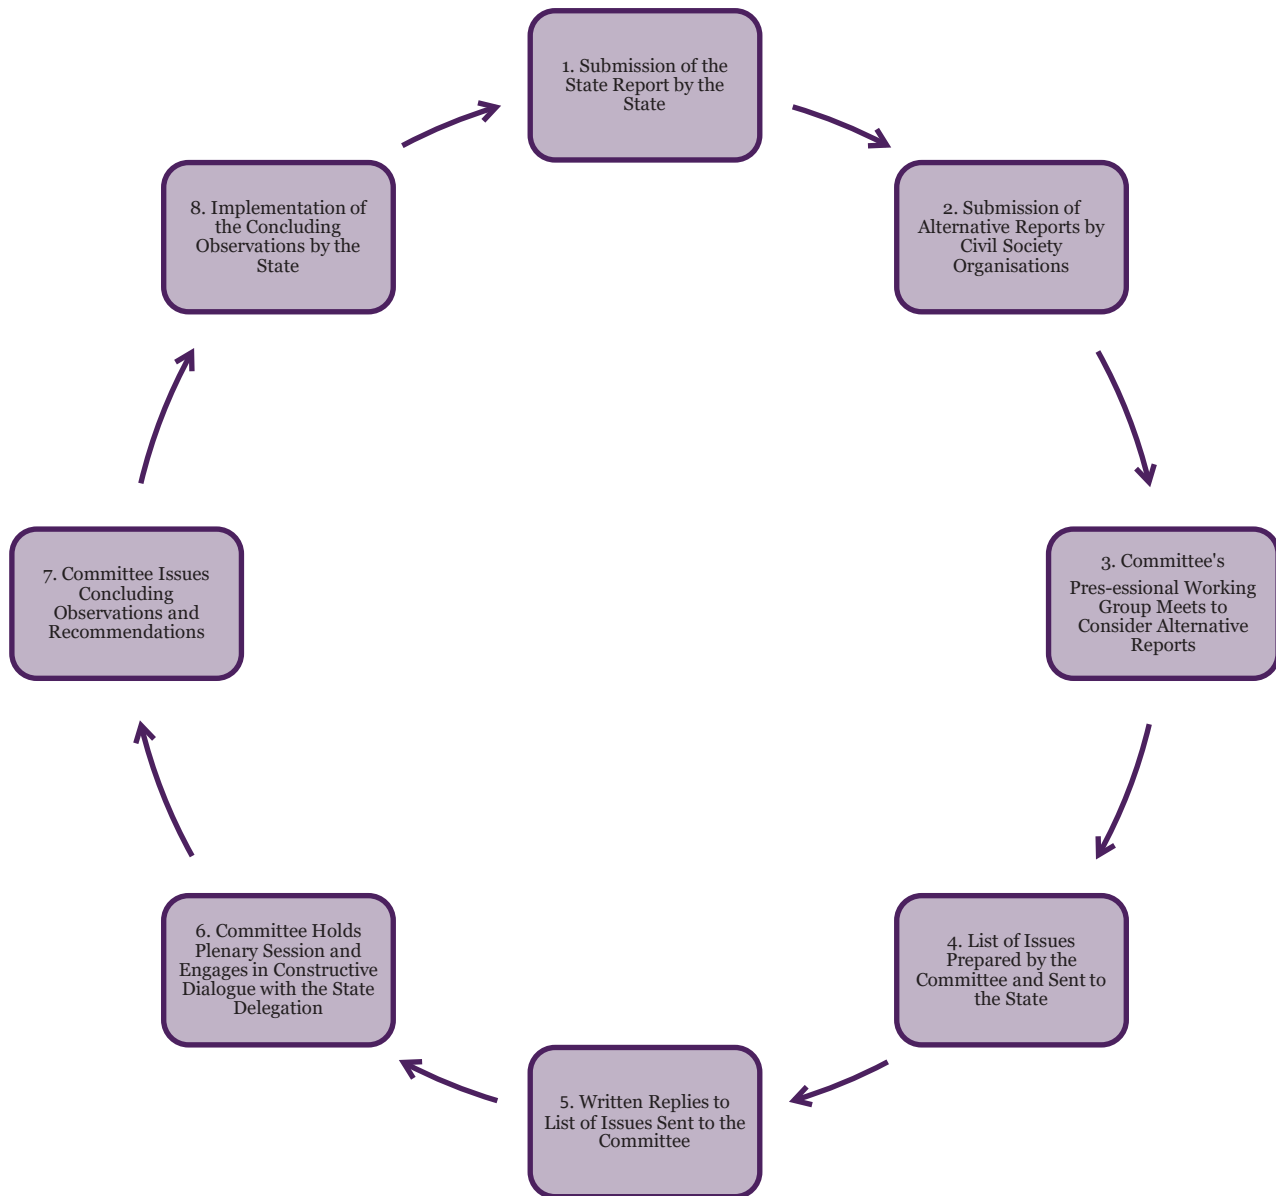 1. Submission of the
State Report by the
State
2. Submission of
Alternative Reports by
Civil Society
Organisations
3. Committee's
Pres-essional Working
Group Meets to
Consider Alternative
Reports
4. List of Issues
Prepared by the
Committee and Sent to
the State
5. Written Replies to
List of Issues Sent to the
Committee
6. Committee Holds
Plenary Session and
Engages in Constructive
Dialogue with the State
Delegation
7. Committee Issues
Concluding
Observations and
Recommendations
8. Implementation of
the Concluding
Observations by the
State